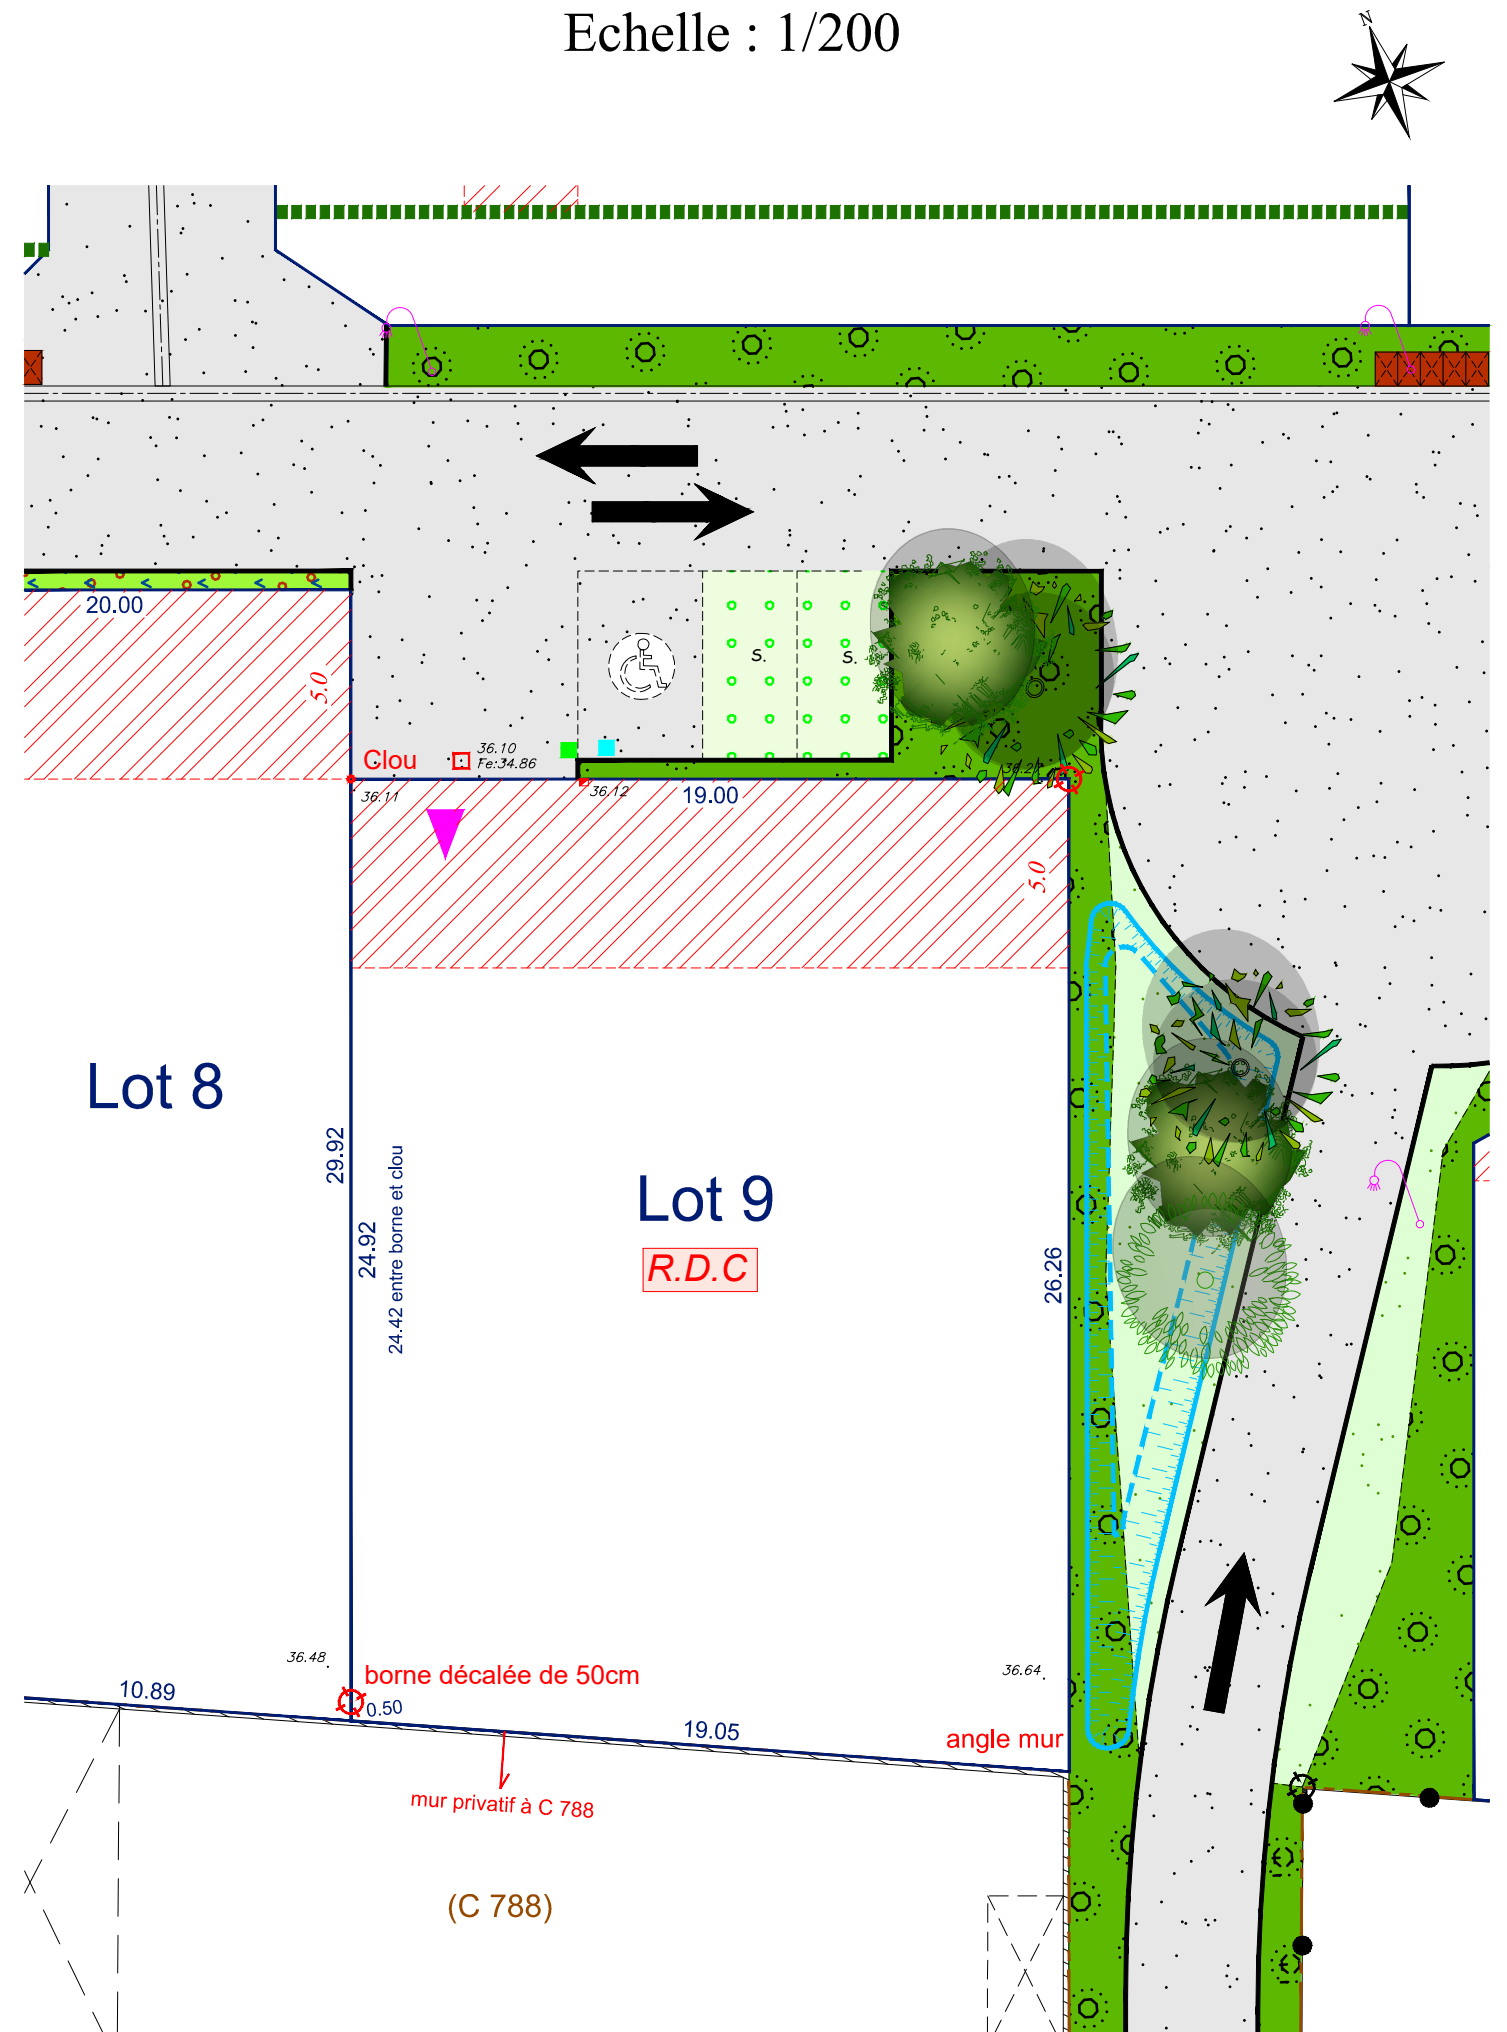 Echelle : 1/200
N
20.00
5.0
S.
S.
Clou
36.10
Fe:34.86
36.11
36.12
19.00
5.0
Lot 8
29.92
24.92
24.42 entre borne et clou
Lot 9
R.D.C
26.26
36.48
borne décalée de 50cm
0.50
10.89
36.64
19.05
angle mur
mur privatif à C 788
(C 788)